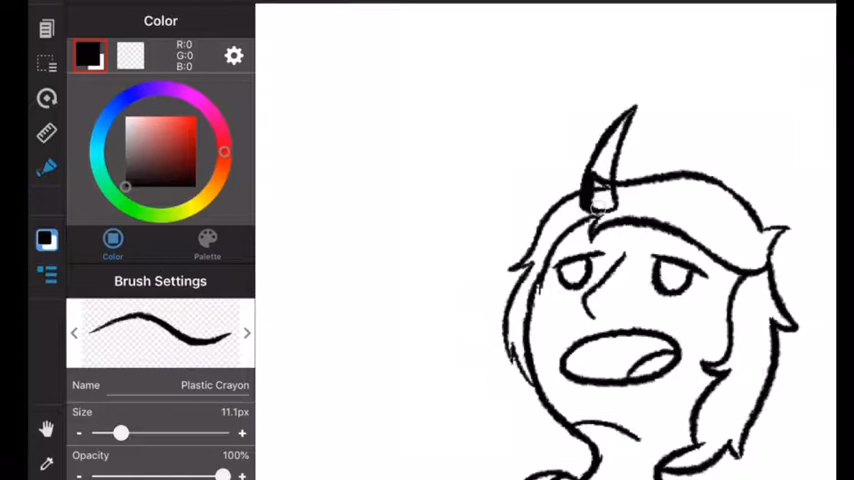 Color
R:0
G:0
B:0
Color Palette
Brush Settings
Name Plastic Crayon
Size 11.1px
- +
Opacity 100%
- +